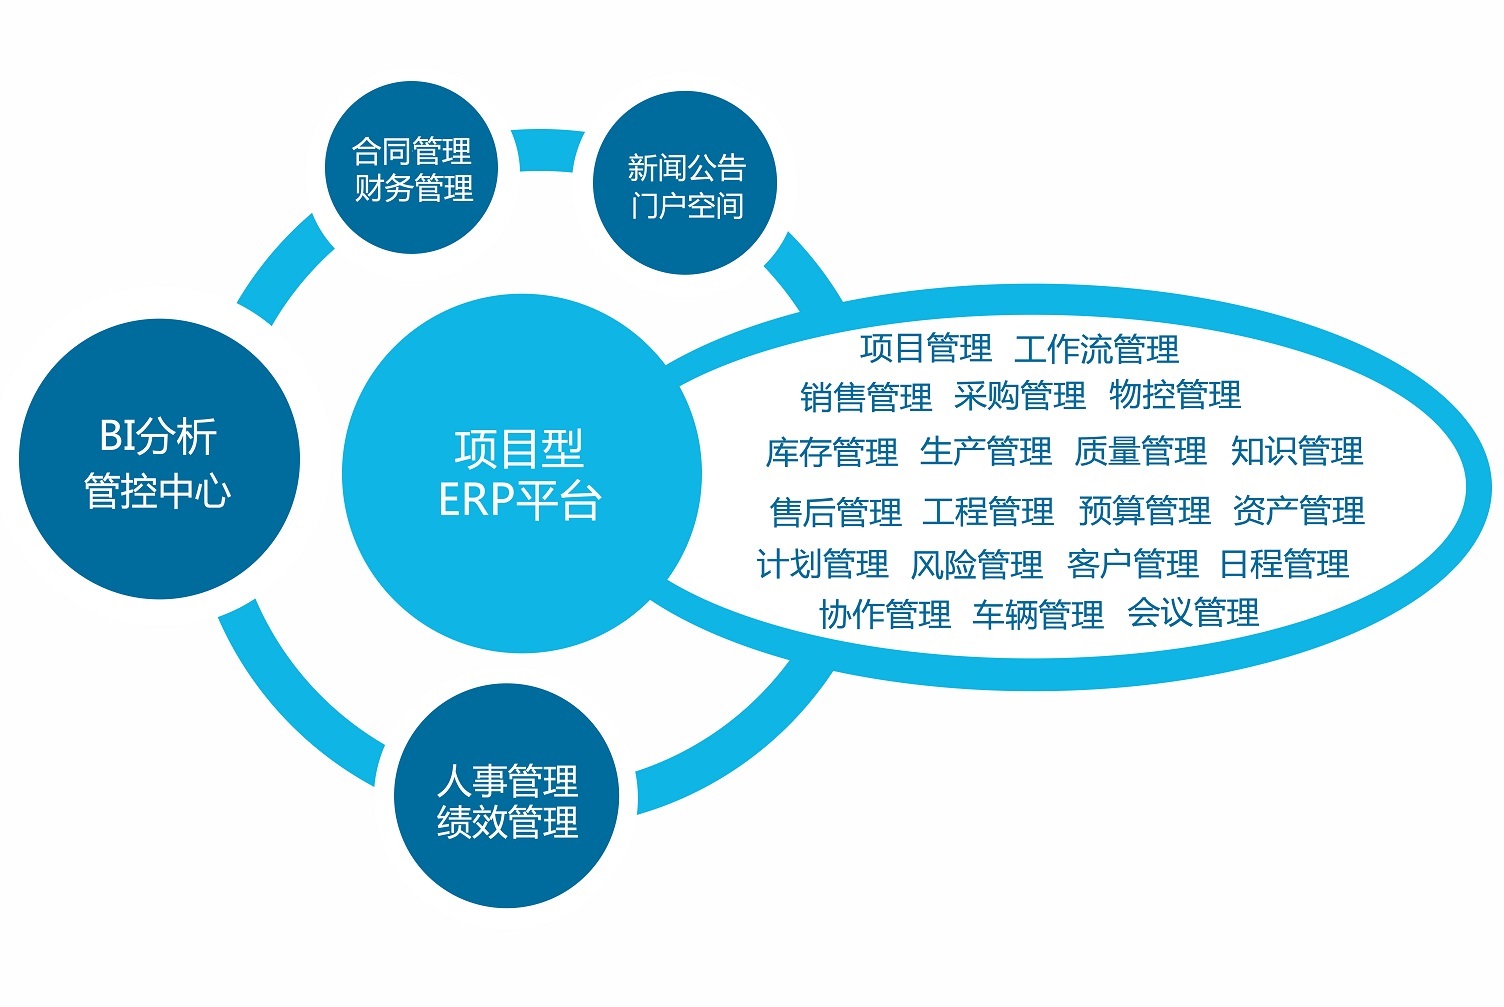 合同管理
财务管理
新闻公告
门户空间
BI分析
管控中心
项目型
ERP平台
项目管理 工作流管理
销售管理 采购管理 物控管理
库存管理 生产管理 质量管理 知识管理
售后管理 工程管理 预算管理 资产管理
计划管理 风险管理 客户管理 日程管理
协作管理 车辆管理 会议管理
人事管理
绩效管理